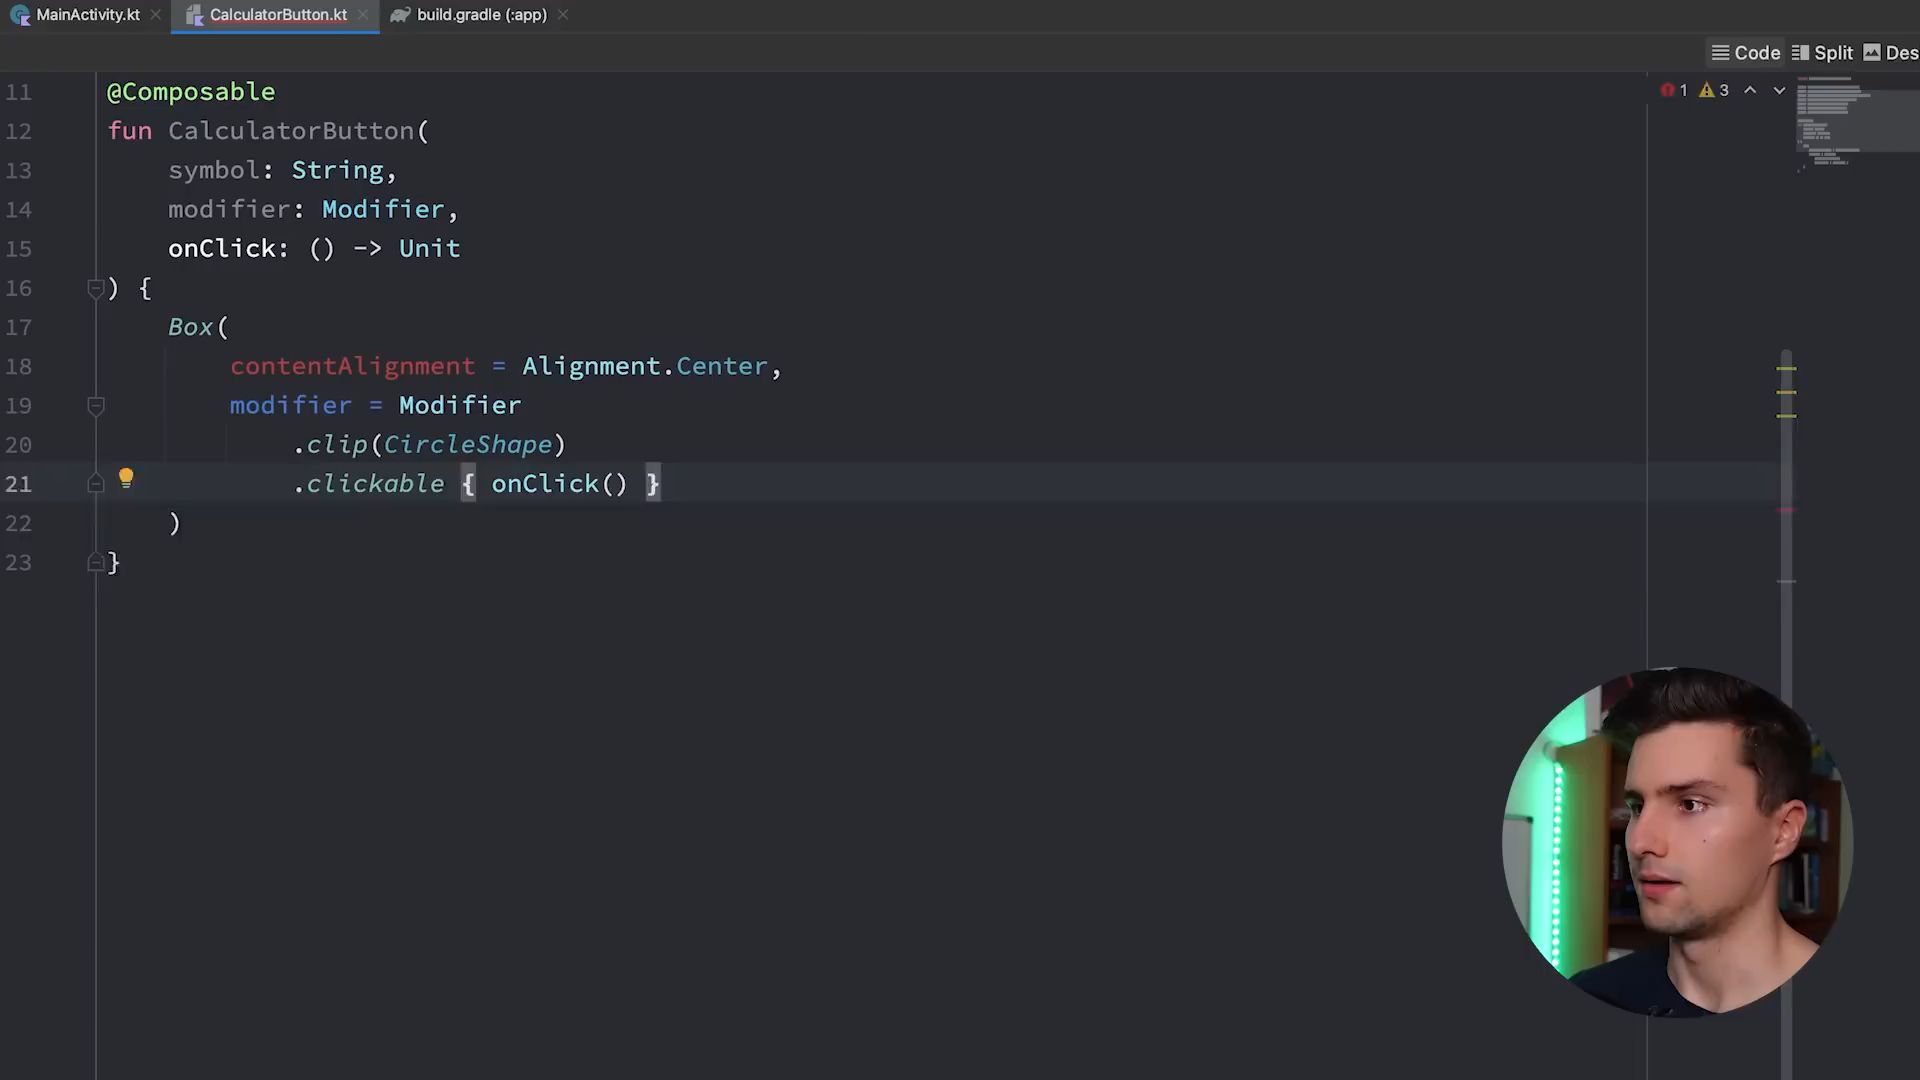 MainActivity.kt
CalculatorButton.kt
build.gradle (:app)
Code
Split
Des
1
3
11 @Composable
12 fun CalculatorButton(
13 symbol: String,
14 modifier: Modifier,
15 onClick: () -> Unit
16 ) {
17 Box(
18 contentAlignment = Alignment.Center,
19 modifier = Modifier
20 .clip(CircleShape)
21 .clickable { onClick() }
22 )
23 }